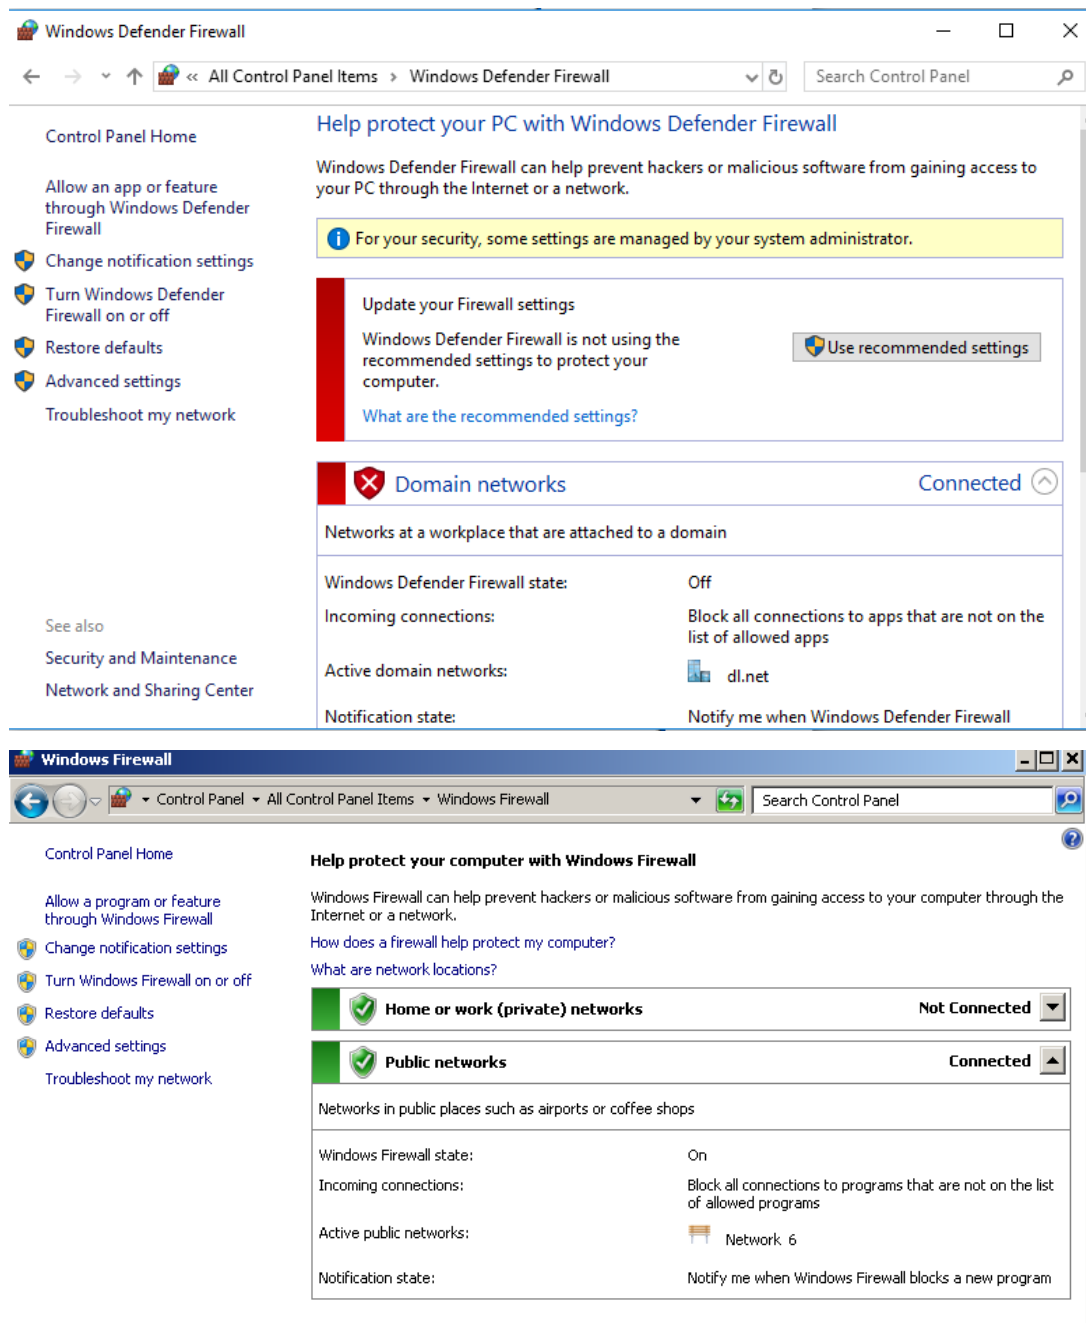 Windows Defender Firewall
« All Control Panel Items › Windows Defender Firewall
Search Control Panel
Control Panel Home
Allow an app or feature
through Windows Defender
Firewall
Change notification settings
Turn Windows Defender
Firewall on or off
Restore defaults
Advanced settings
Troubleshoot my network
See also
Security and Maintenance
Network and Sharing Center
Help protect your PC with Windows Defender Firewall
Windows Defender Firewall can help prevent hackers or malicious software from gaining access to
your PC through the Internet or a network.
For your security, some settings are managed by your system administrator.
Update your Firewall settings
Windows Defender Firewall is not using the
recommended settings to protect your
computer.
What are the recommended settings?
Use recommended settings
Domain networks
Connected
Networks at a workplace that are attached to a domain
Windows Defender Firewall state: Off
Incoming connections: Block all connections to apps that are not on the
list of allowed apps
Active domain networks: dl.net
Notification state: Notify me when Windows Defender Firewall
Windows Firewall
Control Panel All Control Panel Items Windows Firewall
Search Control Panel
Control Panel Home
Allow a program or feature
through Windows Firewall
Change notification settings
Turn Windows Firewall on or off
Restore defaults
Advanced settings
Troubleshoot my network
Help protect your computer with Windows Firewall
Windows Firewall can help prevent hackers or malicious software from gaining access to your computer through the
Internet or a network.
How does a firewall help protect my computer?
What are network locations?
Home or work (private) networks
Not Connected
Public networks
Connected
Networks in public places such as airports or coffee shops
Windows Firewall state: On
Incoming connections: Block all connections to programs that are not on the list
of allowed programs
Active public networks: Network 6
Notification state: Notify me when Windows Firewall blocks a new program